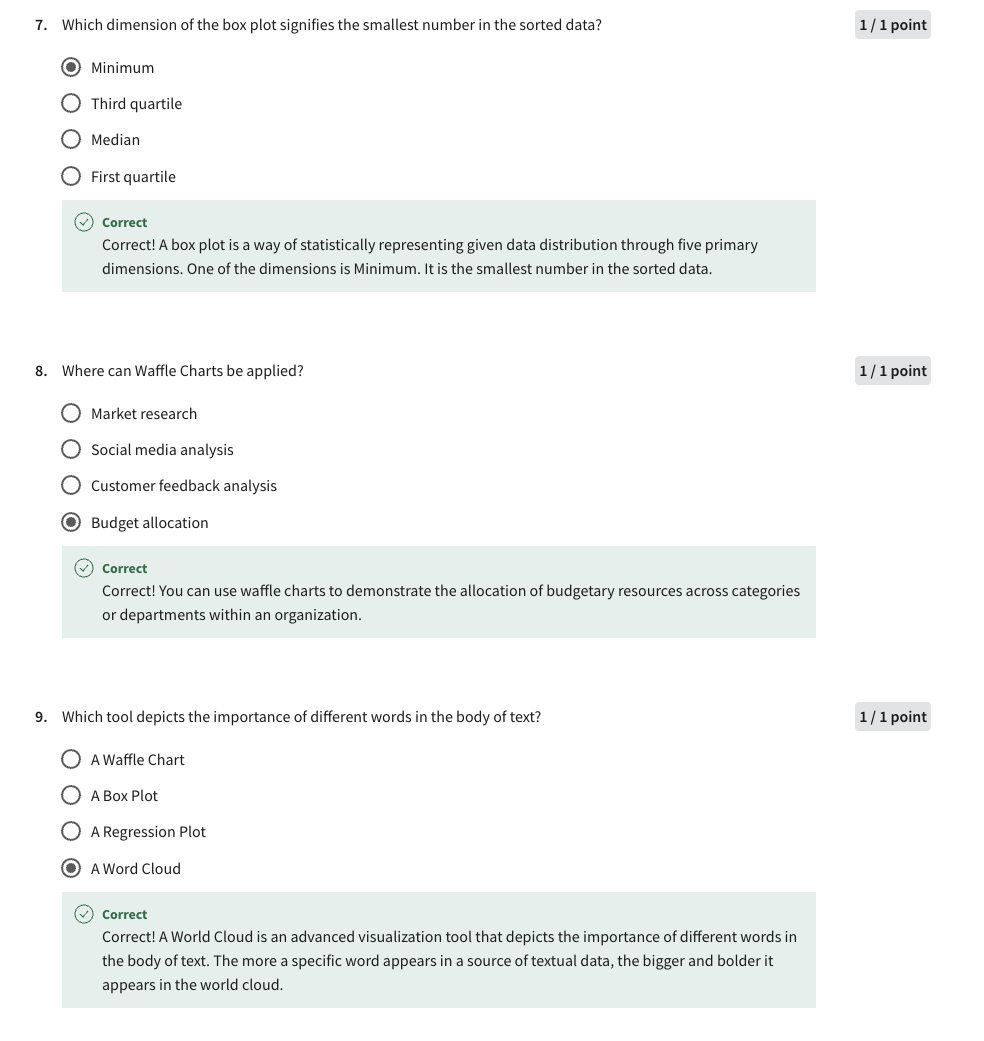 7. Which dimension of the box plot signifies the smallest number in the sorted data? 1 / 1 point
Minimum
Third quartile
Median
First quartile
Correct
Correct! A box plot is a way of statistically representing given data distribution through five primary
dimensions. One of the dimensions is Minimum. It is the smallest number in the sorted data.
8. Where can Waffle Charts be applied? 1 / 1 point
Market research
Social media analysis
Customer feedback analysis
Budget allocation
Correct
Correct! You can use waffle charts to demonstrate the allocation of budgetary resources across categories
or departments within an organization.
9. Which tool depicts the importance of different words in the body of text? 1 / 1 point
A Waffle Chart
A Box Plot
A Regression Plot
A Word Cloud
Correct
Correct! A World Cloud is an advanced visualization tool that depicts the importance of different words in
the body of text. The more a specific word appears in a source of textual data, the bigger and bolder it
appears in the world cloud.